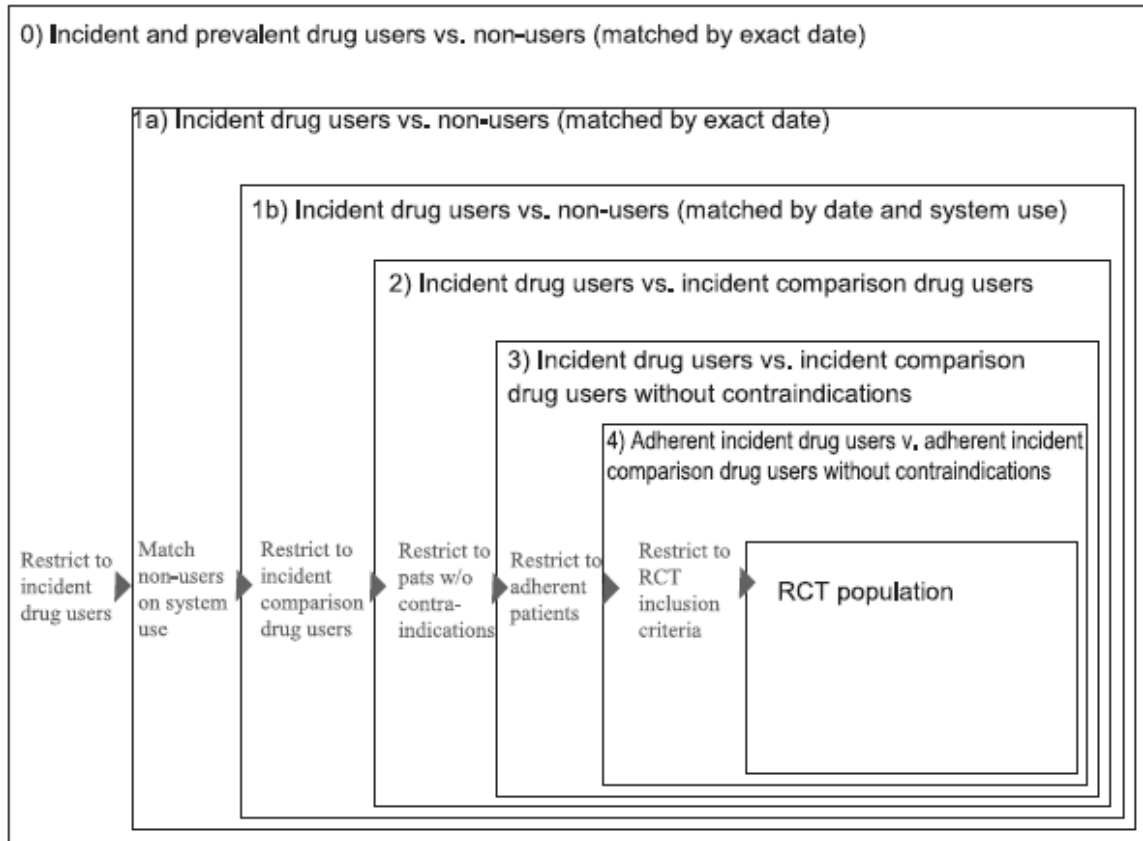 0) Incident and prevalent drug users vs. non-users (matched by exact date)
1a) Incident drug users vs. non-users (matched by exact date)
1b) Incident drug users vs. non-users (matched by date and system use)
2) Incident drug users vs. incident comparison drug users
3) Incident drug users vs. incident comparison
drug users without contraindications
4) Adherent incident drug users v. adherent incident
comparison drug users without contraindications
Restrict to
incident
drug users
Match
non-users
on system
use
Restrict to
incident
comparison
drug users
Restrict to
pats w/o
contra-
indications
Restrict to
adherent
patients
Restrict to
RCT
inclusion
criteria
RCT population